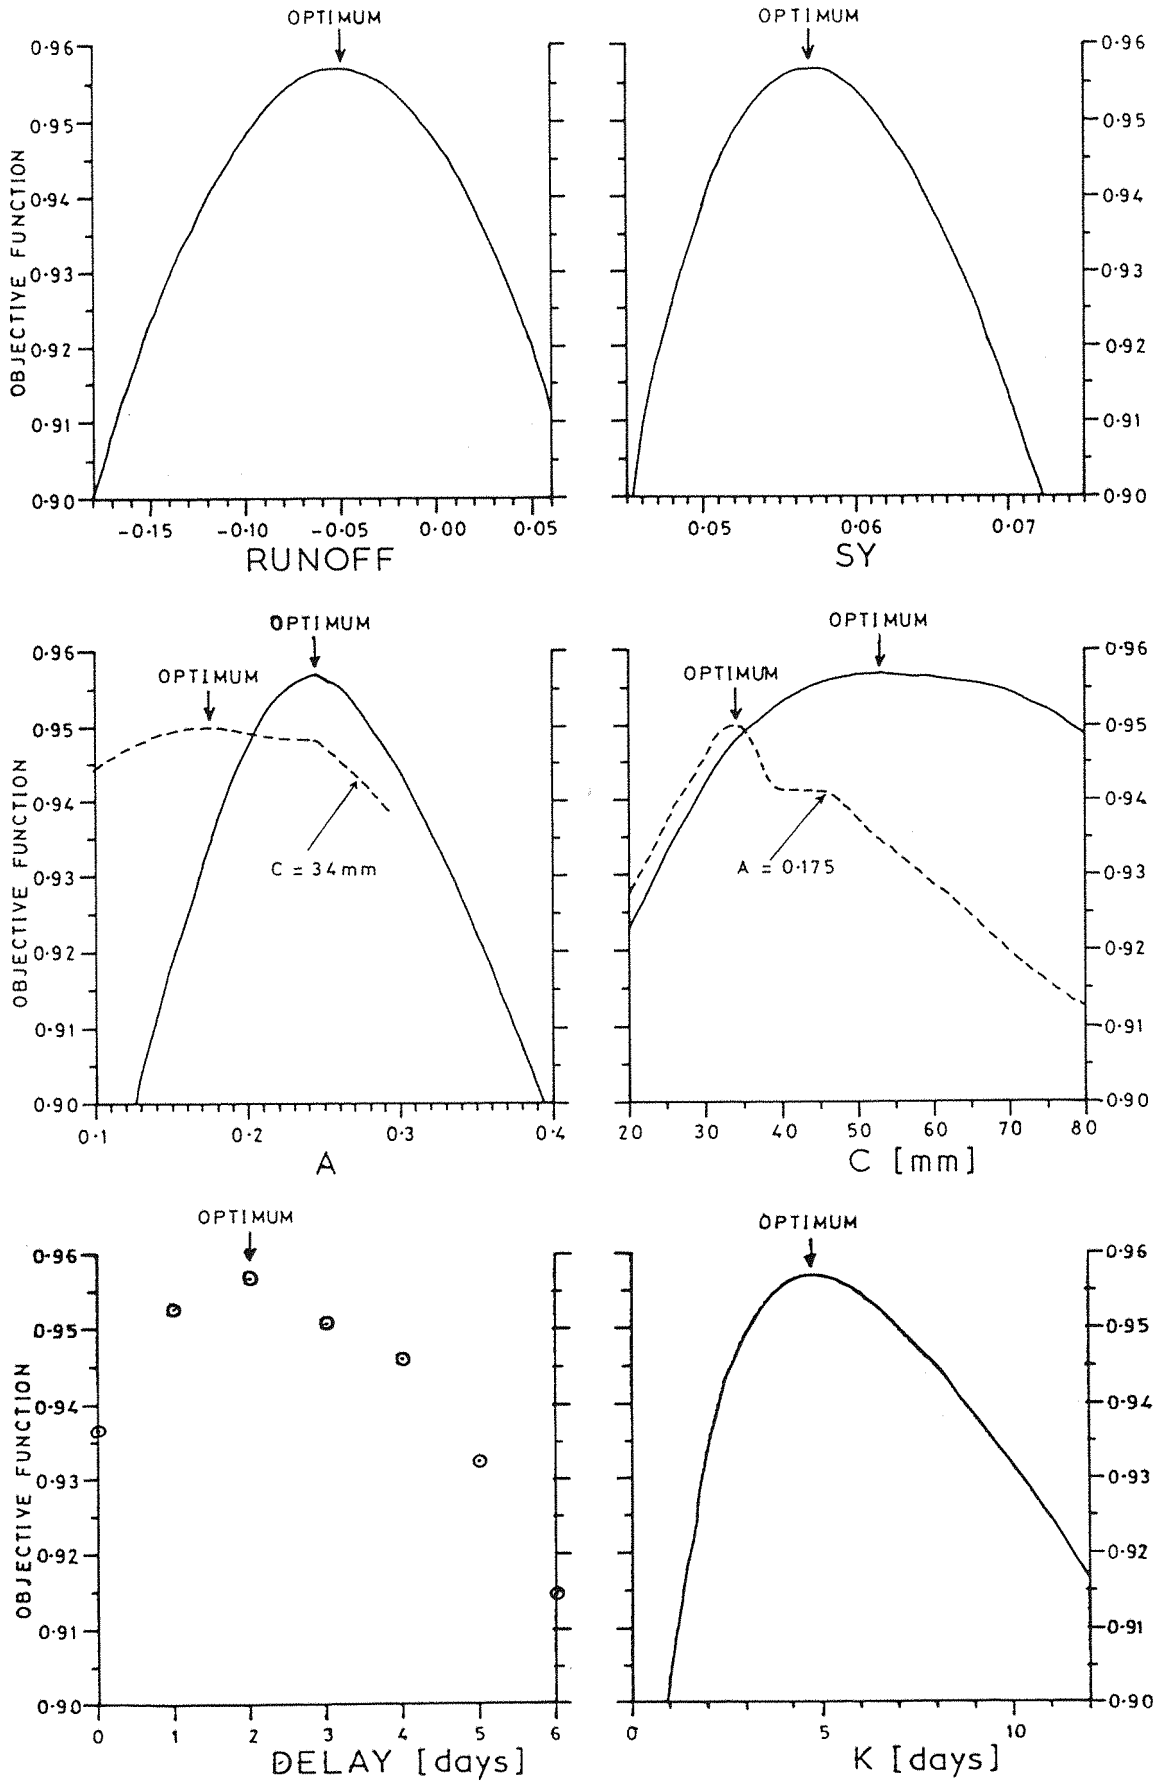 OPTIMUM
0.96
0.95
0.94
0.93
0.92
0.91
0.90
OBJECTIVE FUNCTION
-0.15 -0.10 -0.05 0.00 0.05
RUNOFF
OPTIMUM
0.96
0.95
0.94
0.93
0.92
0.91
0.90
0.05 0.06 0.07
SY
OPTIMUM
OPTIMUM
0.96
0.95
0.94
0.93
0.92
0.91
0.90
OBJECTIVE FUNCTION
C = 34mm
0.1 0.2 0.3 0.4
A
OPTIMUM
OPTIMUM
0.96
0.95
0.94
0.93
0.92
0.91
0.90
A = 0.175
20 30 40 50 60 70 80
C [mm]
OPTIMUM
0.96
0.95
0.94
0.93
0.92
0.91
0.90
OBJECTIVE FUNCTION
0 1 2 3 4 5 6
DELAY [days]
OPTIMUM
0.96
0.95
0.94
0.93
0.92
0.91
0.90
0 5 10
K [days]